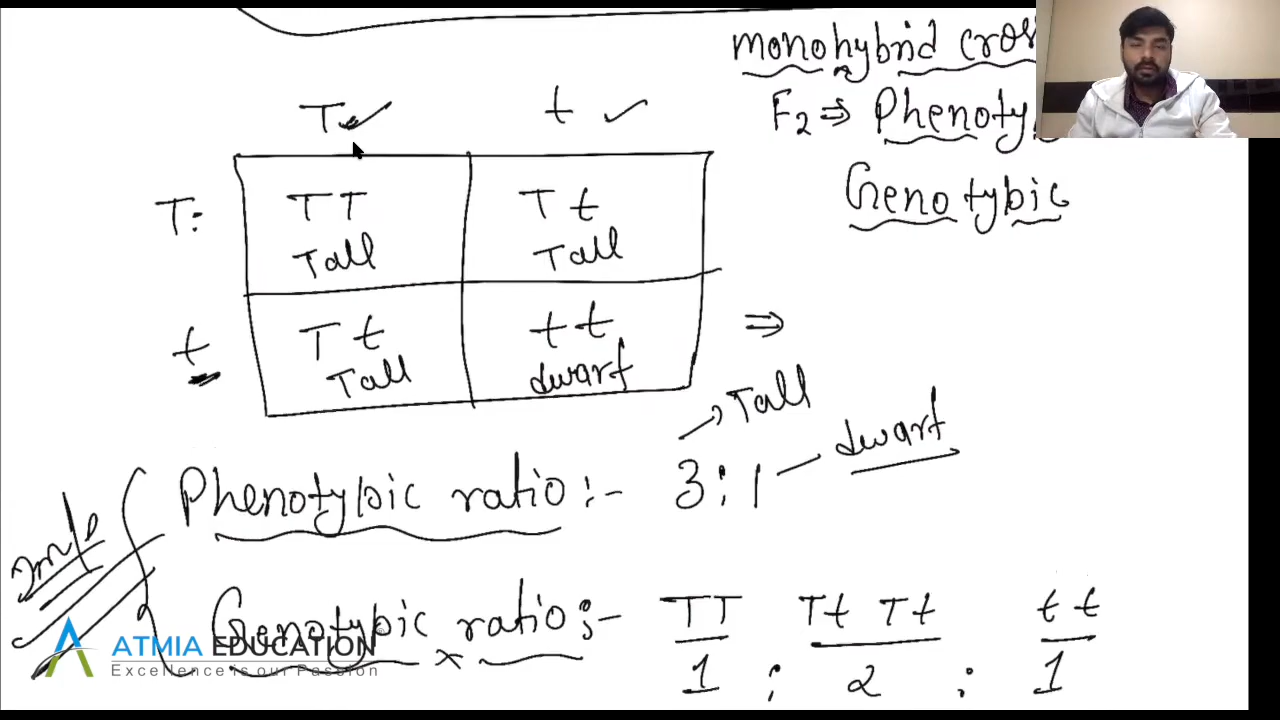 monohybrid cros
F2 ⇒ Phenoty
Genotypic
T t
T: TT Tt
Tall Tall
t Tt tt ⇒
Tall dwarf
Tall
dwarf
Phenotypic ratio :- 3 : 1
Genotypic ratio :- TT Tt Tt tt
1 : 2 : 1
ATMIA EDUCATION
Excellence is our Passion